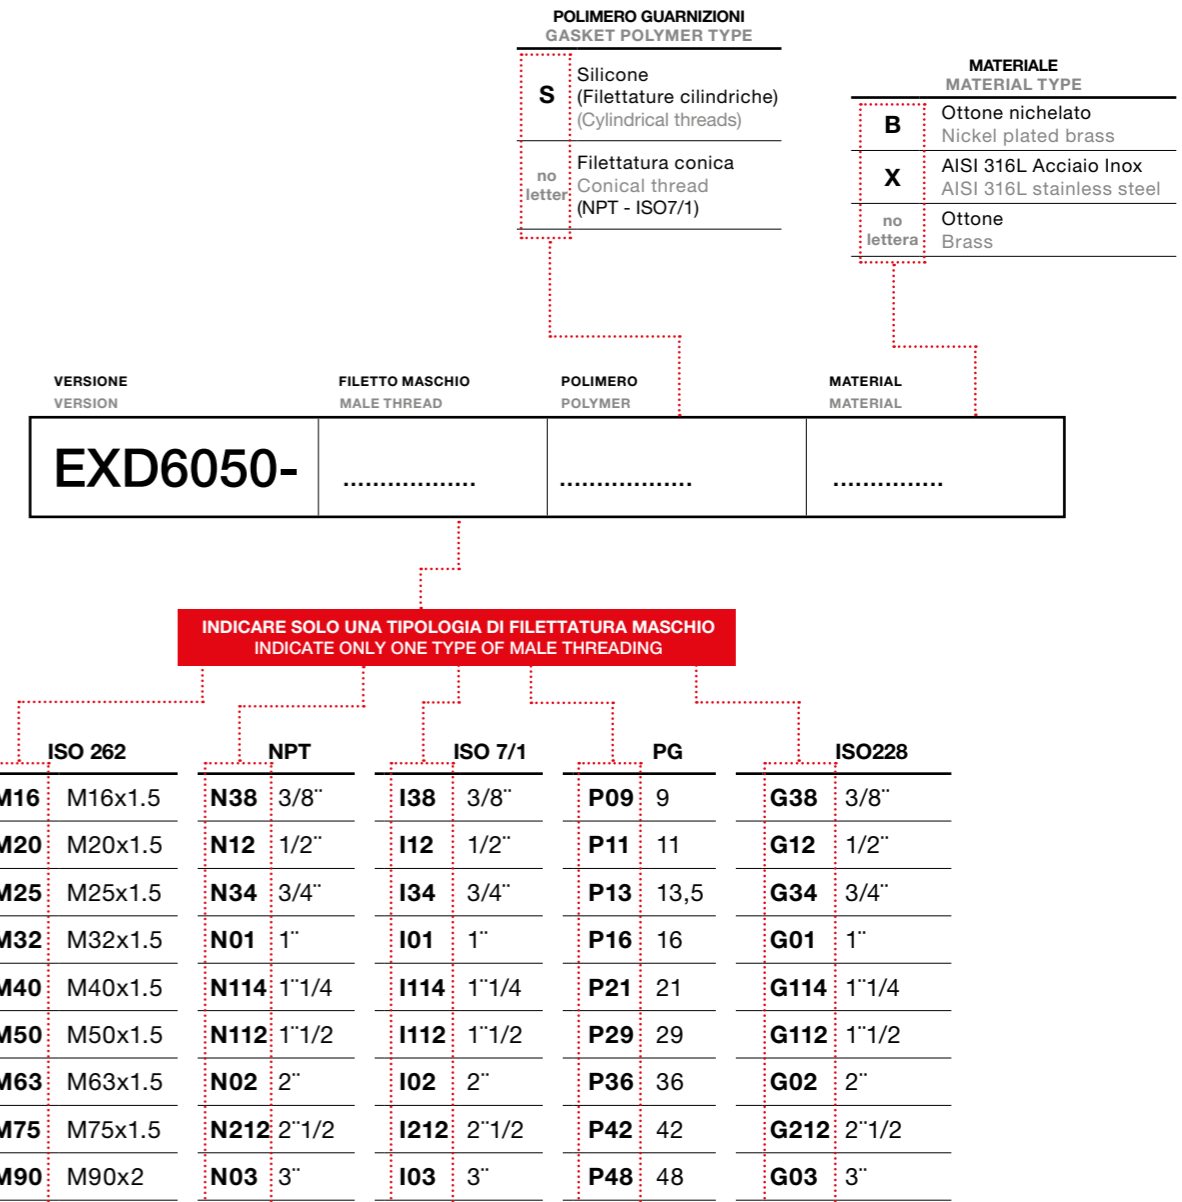 POLIMERO GUARNIZIONI
GASKET POLYMER TYPE
S
Silicone
(Filettature cilindriche)
(Cylindrical threads)
no
letter
Filettatura conica
Conical thread
(NPT - ISO7/1)
MATERIALE
MATERIAL TYPE
B
Ottone nichelato
Nickel plated brass
X
AISI 316L Acciaio Inox
AISI 316L stainless steel
no
lettera
Ottone
Brass
VERSIONE FILETTO MASCHIO POLIMERO MATERIAL
VERSION MALE THREAD POLYMER MATERIAL
EXD6050- .................. .................. ...............
INDICARE SOLO UNA TIPOLOGIA DI FILETTATURA MASCHIO
INDICATE ONLY ONE TYPE OF MALE THREADING
ISO 262 NPT ISO 7/1 PG ISO228
M16 M16x1.5 N38 3/8¨ I38 3/8¨ P09 9 G38 3/8¨
M20 M20x1.5 N12 1/2¨ I12 1/2¨ P11 11 G12 1/2¨
M25 M25x1.5 N34 3/4¨ I34 3/4¨ P13 13,5 G34 3/4¨
M32 M32x1.5 N01 1¨ I01 1¨ P16 16 G01 1¨
M40 M40x1.5 N114 1¨1/4 I114 1¨1/4 P21 21 G114 1¨1/4
M50 M50x1.5 N112 1¨1/2 I112 1¨1/2 P29 29 G112 1¨1/2
M63 M63x1.5 N02 2¨ I02 2¨ P36 36 G02 2¨
M75 M75x1.5 N212 2¨1/2 I212 2¨1/2 P42 42 G212 2¨1/2
M90 M90x2 N03 3¨ I03 3¨ P48 48 G03 3¨